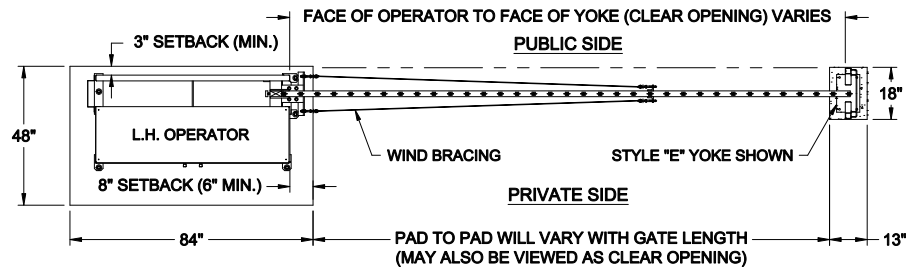 FACE OF OPERATOR TO FACE OF YOKE (CLEAR OPENING) VARIES
3" SETBACK (MIN.)
PUBLIC SIDE
48"
L.H. OPERATOR
18"
WIND BRACING
STYLE "E" YOKE SHOWN
8" SETBACK (6" MIN.)
PRIVATE SIDE
84"
PAD TO PAD WILL VARY WITH GATE LENGTH
(MAY ALSO BE VIEWED AS CLEAR OPENING)
13"